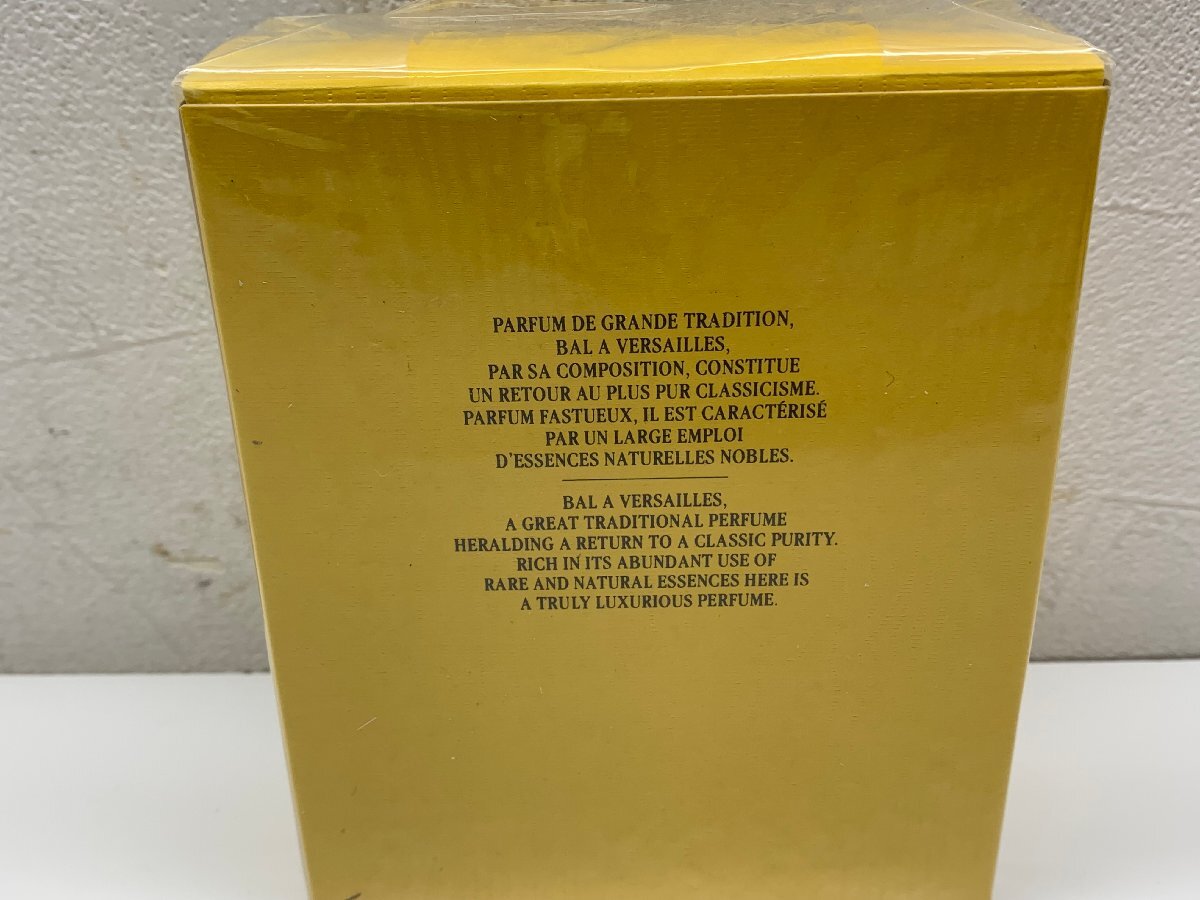 PARFUM DE GRANDE TRADITION,
BAL A VERSAILLES,
PAR SA COMPOSITION, CONSTITUE
UN RETOUR AU PLUS PUR CLASSICISME.
PARFUM FASTUEUX, IL EST CARACTÉRISÉ
PAR UN LARGE EMPLOI
D'ESSENCES NATURELLES NOBLES.
BAL A VERSAILLES,
A GREAT TRADITIONAL PERFUME
HERALDING A RETURN TO A CLASSIC PURITY.
RICH IN ITS ABUNDANT USE OF
RARE AND NATURAL ESSENCES HERE IS
A TRULY LUXURIOUS PERFUME.